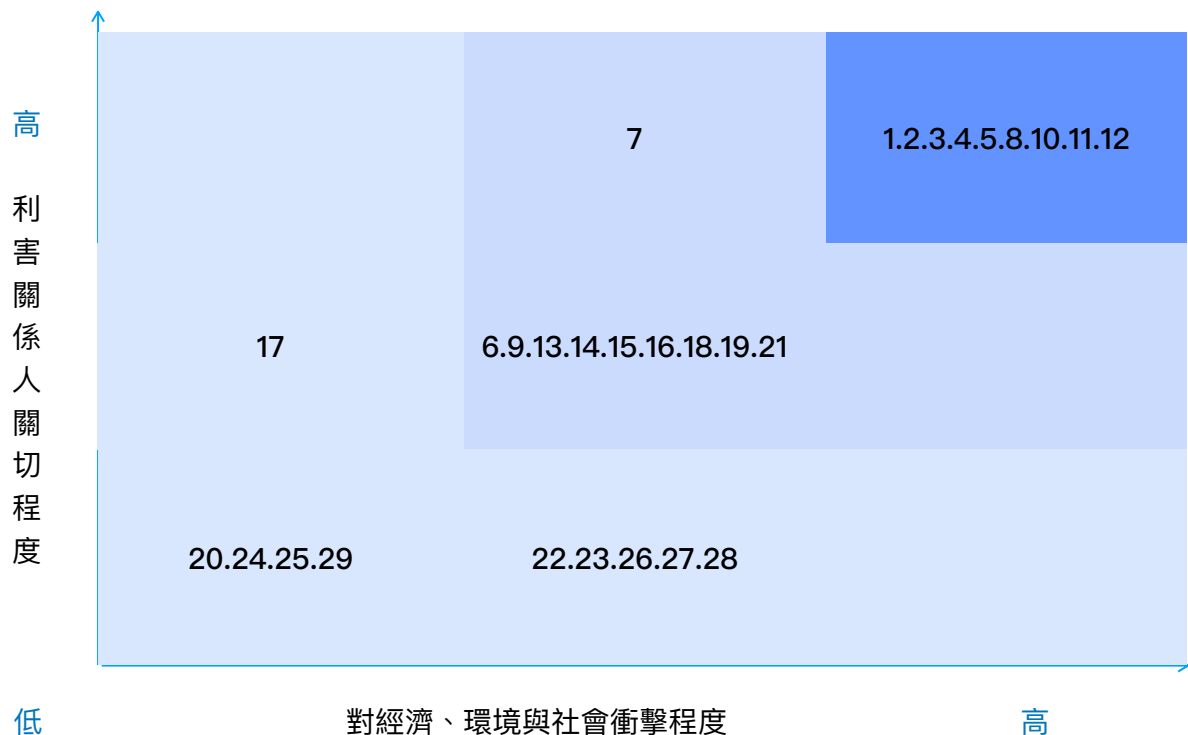 高
利害關係人關切程度
7
1.2.3.4.5.8.10.11.12
17
6.9.13.14.15.16.18.19.21
20.24.25.29
22.23.26.27.28
低
對經濟、環境與社會衝擊程度
高